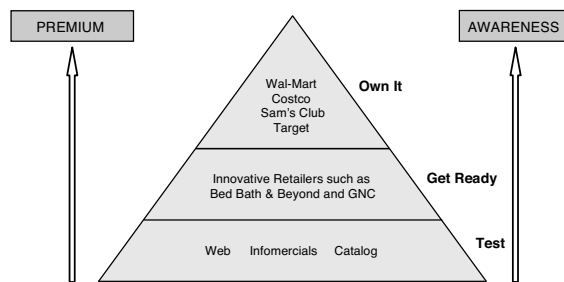 PREMIUM
AWARENESS
Wal-Mart
Costco
Sam's Club
Target
Own It
Innovative Retailers such as
Bed Bath & Beyond and GNC
Get Ready
Web Infomercials Catalog
Test